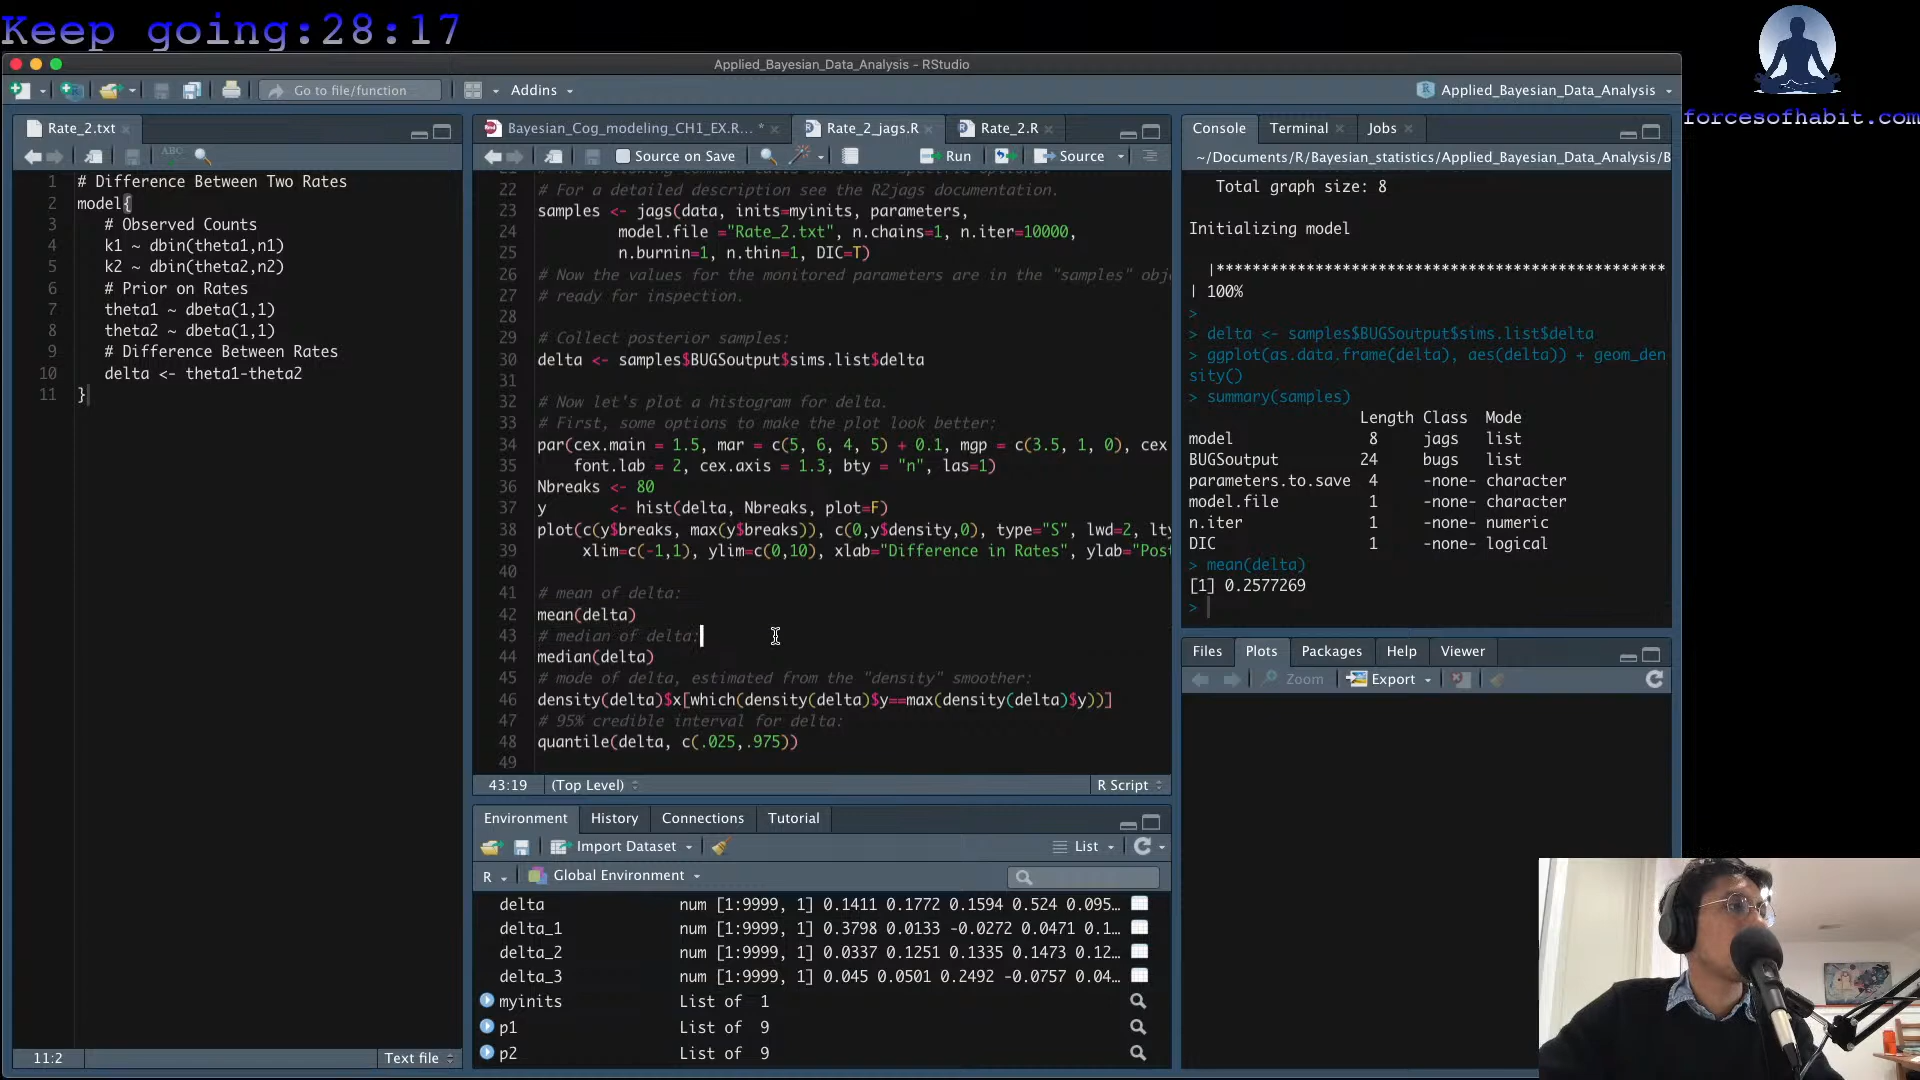 Keep going:28:17
forcesofhabit.com
Applied_Bayesian_Data_Analysis - RStudio
Go to file/function
Addins
Applied_Bayesian_Data_Analysis
Rate_2.txt
ABC
1 # Difference Between Two Rates
2 model{
3 # Observed Counts
4 k1 ~ dbin(theta1,n1)
5 k2 ~ dbin(theta2,n2)
6 # Prior on Rates
7 theta1 ~ dbeta(1,1)
8 theta2 ~ dbeta(1,1)
9 # Difference Between Rates
10 delta <- theta1-theta2
11 }
11:2
Text file
Bayesian_Cog_modeling_CH1_EX.R... *
Rate_2_jags.R
Rate_2.R
Source on Save
Run
Source
22 # For a detailed description see the R2jags documentation.
23 samples <- jags(data, inits=myinits, parameters,
24 model.file ="Rate_2.txt", n.chains=1, n.iter=10000,
25 n.burnin=1, n.thin=1, DIC=T)
26 # Now the values for the monitored parameters are in the "samples" obj
27 # ready for inspection.
28
29 # Collect posterior samples:
30 delta <- samples$BUGSoutput$sims.list$delta
31
32 # Now let's plot a histogram for delta.
33 # First, some options to make the plot look better:
34 par(cex.main = 1.5, mar = c(5, 6, 4, 5) + 0.1, mgp = c(3.5, 1, 0), cex
35 font.lab = 2, cex.axis = 1.3, bty = "n", las=1)
36 Nbreaks <- 80
37 y <- hist(delta, Nbreaks, plot=F)
38 plot(c(y$breaks, max(y$breaks)), c(0,y$density,0), type="S", lwd=2, lty
39 xlim=c(-1,1), ylim=c(0,10), xlab="Difference in Rates", ylab="Pos
40
41 # mean of delta:
42 mean(delta)
43 # median of delta:
44 median(delta)
45 # mode of delta, estimated from the "density" smoother:
46 density(delta)$x[which(density(delta)$y==max(density(delta)$y))]
47 # 95% credible interval for delta:
48 quantile(delta, c(.025,.975))
49
43:19
(Top Level)
R Script
Environment
History
Connections
Tutorial
Import Dataset
List
R
Global Environment
delta num [1:9999, 1] 0.1411 0.1772 0.1594 0.524 0.095…
delta_1 num [1:9999, 1] 0.3798 0.0133 -0.0272 0.0471 0.1…
delta_2 num [1:9999, 1] 0.0337 0.1251 0.1335 0.1473 0.12…
delta_3 num [1:9999, 1] 0.045 0.0501 0.2492 -0.0757 0.04…
myinits List of 1
p1 List of 9
p2 List of 9
Console
Terminal
Jobs
~/Documents/R/Bayesian_statistics/Applied_Bayesian_Data_Analysis/B
Total graph size: 8
Initializing model
|**************************************************
| 100%
>
> delta <- samples$BUGSoutput$sims.list$delta
> ggplot(as.data.frame(delta), aes(delta)) + geom_den
sity()
> summary(samples)
Length Class Mode
model 8 jags list
BUGSoutput 24 bugs list
parameters.to.save 4 -none- character
model.file 1 -none- character
n.iter 1 -none- numeric
DIC 1 -none- logical
> mean(delta)
[1] 0.2577269
>
Files
Plots
Packages
Help
Viewer
Zoom
Export